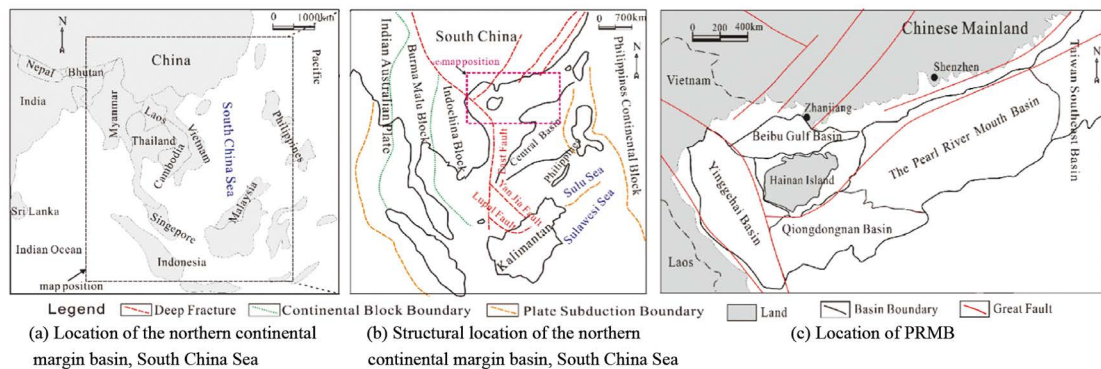 0 1000km
N
China
Nepal
Bhutan
India
Myanmar
Laos
Thailand
Vietnam
Cambodia
South China Sea
Pacific
Philippines
Malaysia
Sri Lanka
Singepore
Indian Ocean
Indonesia
map position
0 700km
N
South China
c-map position
Indian Australian Plate
Burma Malu Block
Indochina Block
Central Basin
Philippines Continental Block
East Fault
Yan Jia Fault
Lupal Fault
Philippine
Sulu Sea
Sulawesi Sea
Kalimantan
0 200 400km
N
Chinese Mainland
Vietnam
Shenzhen
Zhanjiang
Beibu Gulf Basin
Hainan Island
The Pearl River Mouth Basin
Taiwan Southeast Basin
Yinggehai Basin
Qiongdongnan Basin
Laos
Legend
Deep Fracture
Continental Block Boundary
Plate Subduction Boundary
Land
Basin Boundary
Great Fault
(a) Location of the northern continental
margin basin, South China Sea
(b) Structural location of the northern
continental margin basin, South China Sea
(c) Location of PRMB